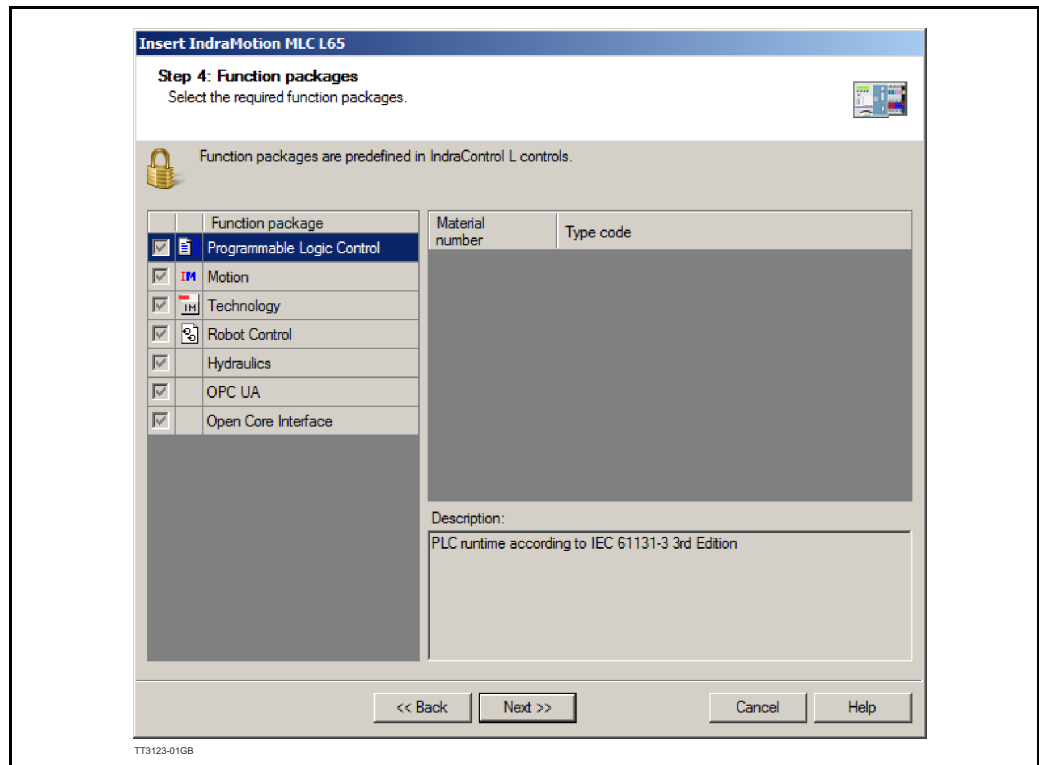 Insert IndraMotion MLC L65
Step 4: Function packages
Select the required function packages.
Function packages are predefined in IndraControl L controls.
Function package
Programmable Logic Control
IM Motion
IM Technology
Robot Control
Hydraulics
OPC UA
Open Core Interface
Material
number
Type code
Description:
PLC runtime according to IEC 61131-3 3rd Edition
<< Back
Next >>
Cancel
Help
TT3123-01GB